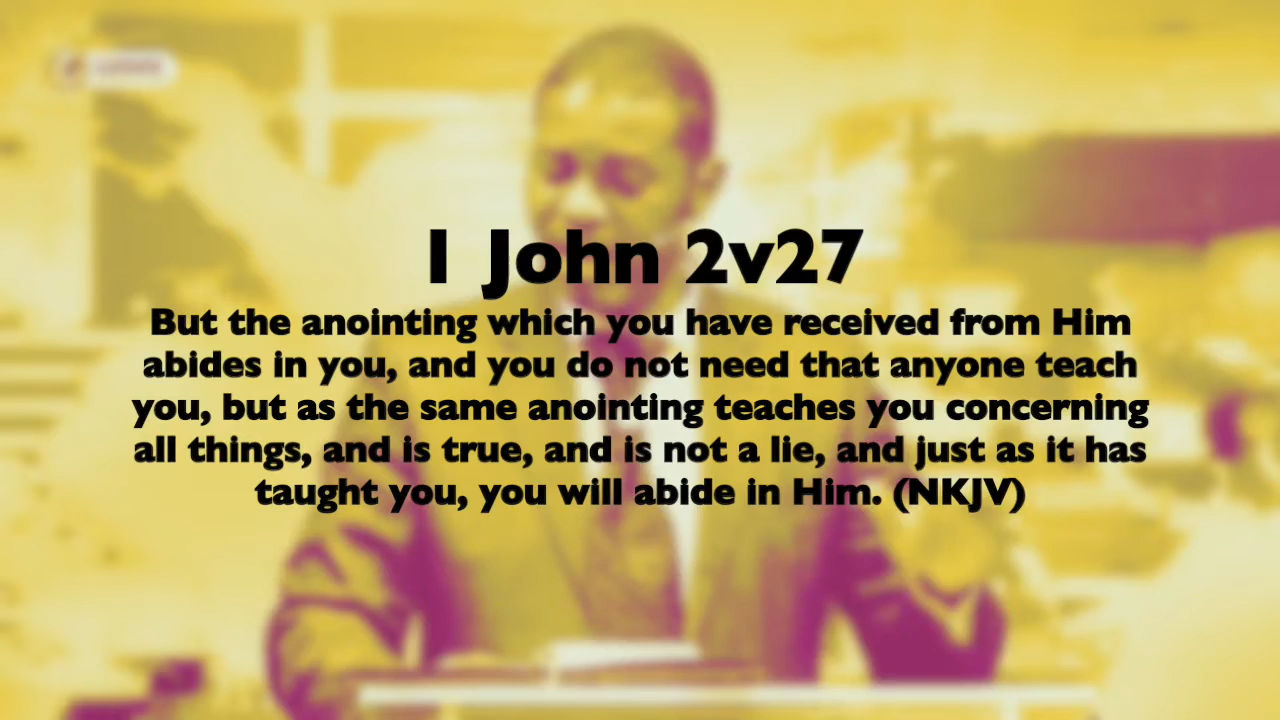 1 John 2v27
But the anointing which you have received from Him
abides in you, and you do not need that anyone teach
you, but as the same anointing teaches you concerning
all things, and is true, and is not a lie, and just as it has
taught you, you will abide in Him. (NKJV)